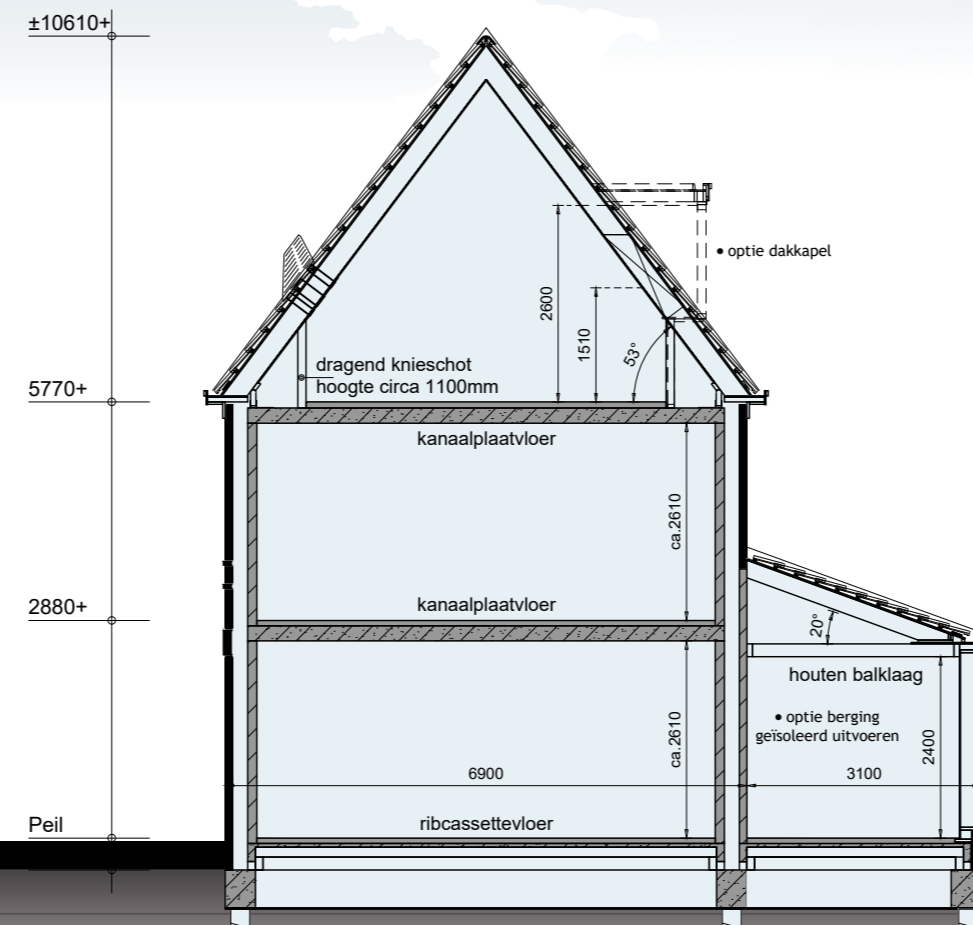 ±10610+
• optie dakkapel
2600
1510
53°
dragend knieschot
hoogte circa 1100mm
5770+
kanaalplaatvloer
ca.2610
kanaalplaatvloer
2880+
20°
houten balklaag
• optie berging
geïsoleerd uitvoeren
2400
ca.2610
6900
3100
Peil
ribcassettevloer